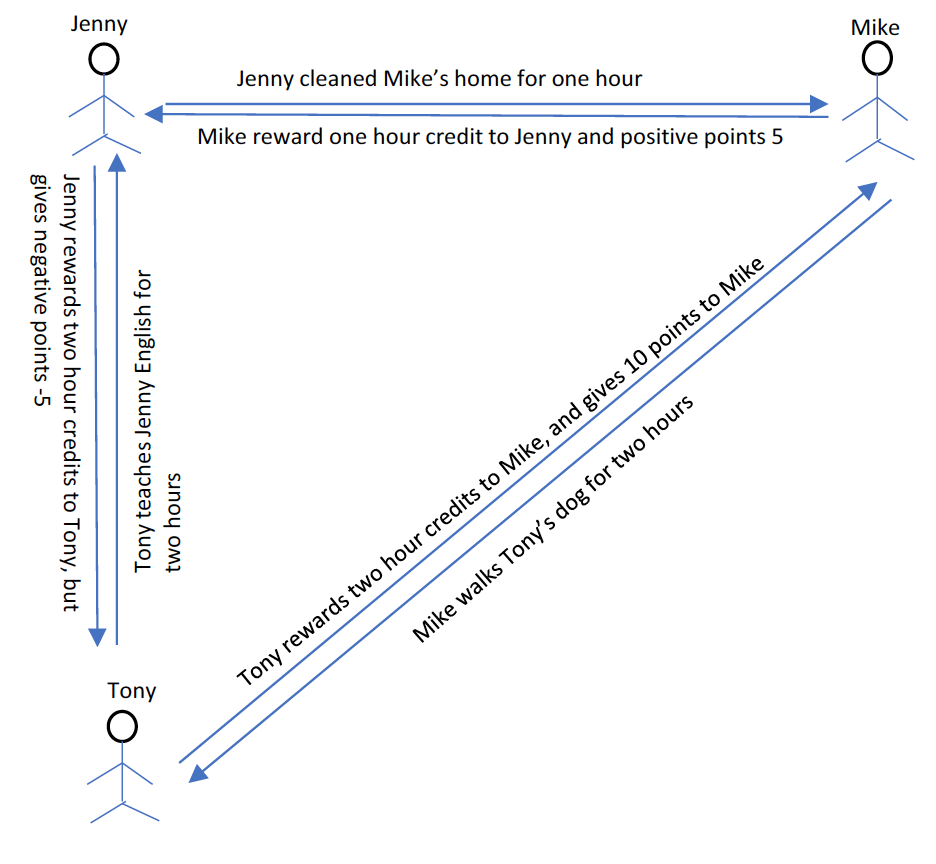 Jenny
Mike
Jenny cleaned Mike’s home for one hour
Mike reward one hour credit to Jenny and positive points 5
Jenny rewards two hour credits to Tony, but
gives negative points -5
Tony teaches Jenny English for
two hours
Tony rewards two hour credits to Mike, and gives 10 points to Mike
Mike walks Tony’s dog for two hours
Tony